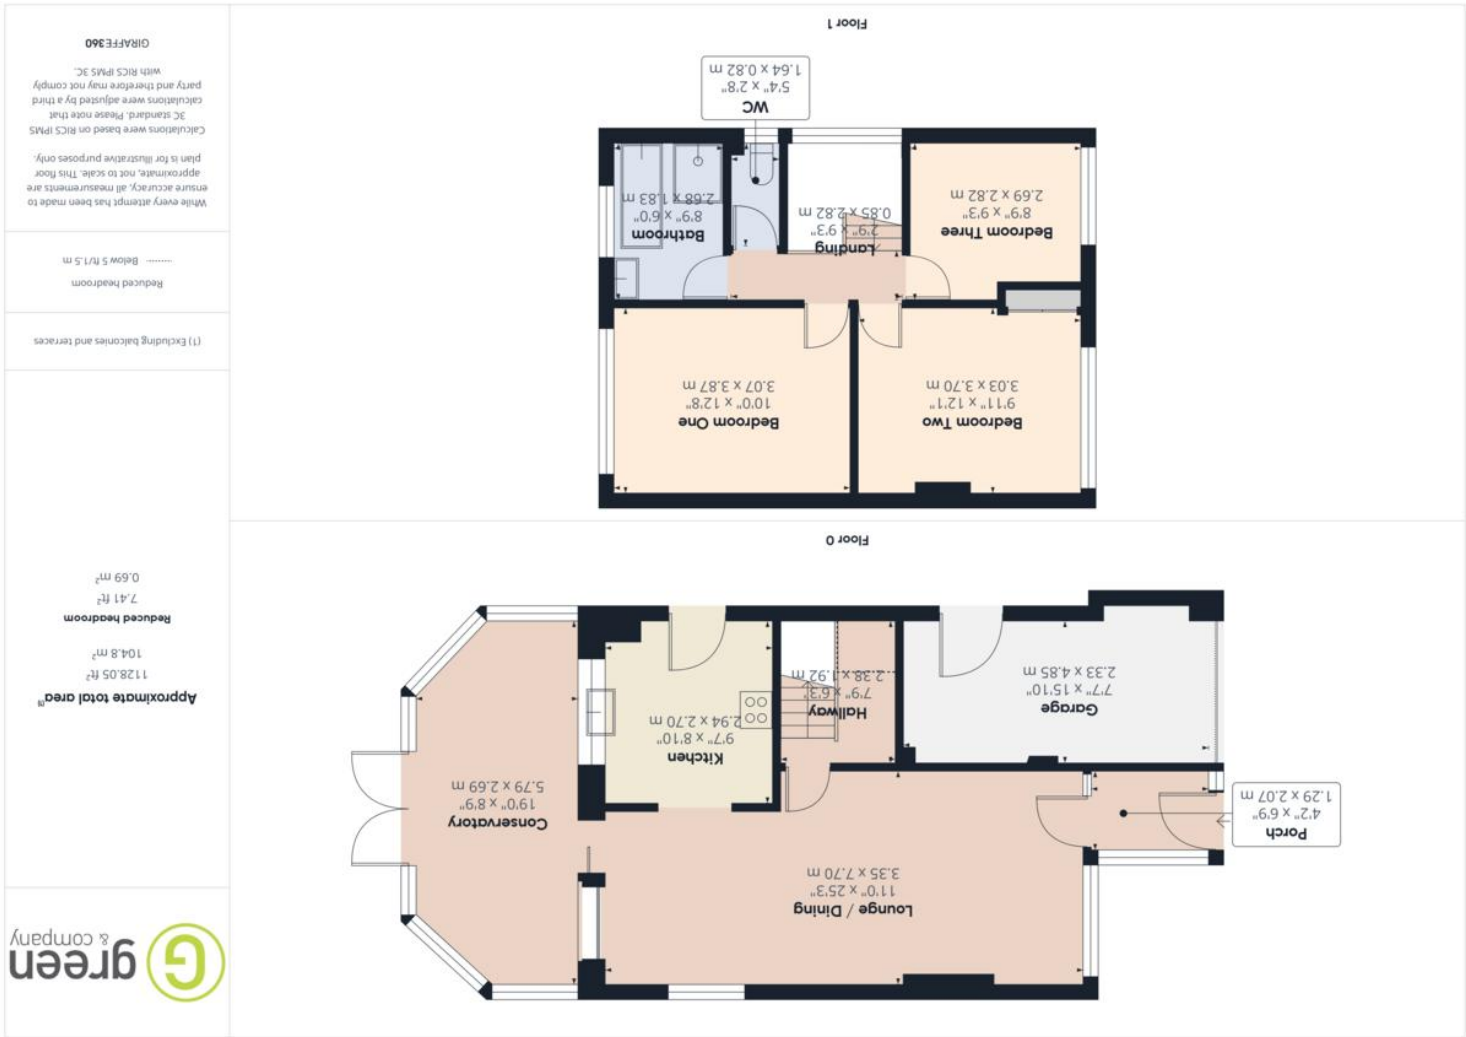 green
& company
Approximate total area⁽¹⁾
1128.05 ft²
104.8 m²
Reduced headroom
7.41 ft²
0.69 m²
(1) Excluding balconies and terraces
Reduced headroom
........ Below 5 ft/1.5 m
While every attempt has been made to
ensure accuracy, all measurements are
approximate, not to scale. This floor
plan is for illustrative purposes only.
Calculations were based on RICS IPMS
3C standard. Please note that
calculations were adjusted by a third
party and therefore may not comply
with RICS IPMS 3C.
GIRAFFE360
Porch
4'2" x 6'9"
1.29 x 2.07 m
Lounge / Dining
11'0" x 25'3"
3.35 x 7.70 m
Conservatory
19'0" x 8'9"
5.79 x 2.69 m
Garage
7'7" x 15'10"
2.33 x 4.85 m
Hallway
7'9" x 6'3"
2.38 x 1.92 m
Kitchen
9'7" x 8'10"
2.94 x 2.70 m
Floor 0
Bedroom Two
9'11" x 12'1"
3.03 x 3.70 m
Bedroom One
10'0" x 12'8"
3.07 x 3.87 m
Bedroom Three
8'9" x 9'3"
2.69 x 2.82 m
Landing
2'9" x 9'3"
0.85 x 2.82 m
Bathroom
8'9" x 6'0"
2.68 x 1.83 m
WC
5'4" x 2'8"
1.64 x 0.82 m
Floor 1